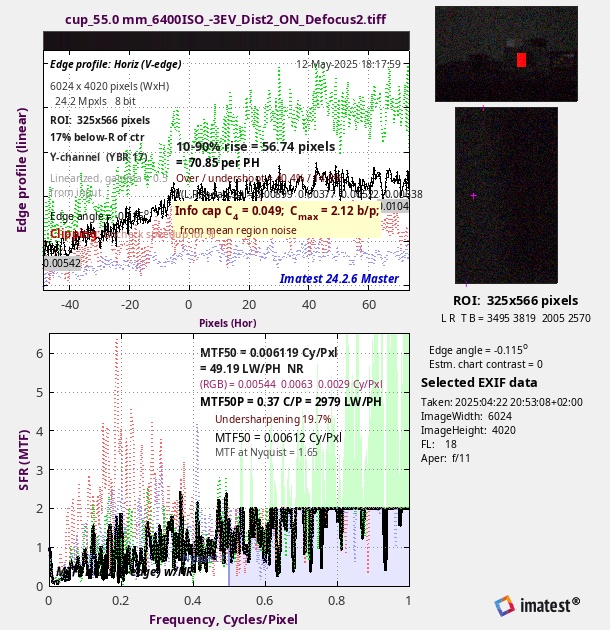 cup_55.0 mm_6400ISO_-3EV_Dist2_ON_Defocus2.tiff
Edge profile: Horiz (V-edge)
12-May-2025 18:17:59
6024 x 4020 pixels (WxH)
24.2 Mpxls 8 bit
ROI: 325x566 pixels
17% below-R of ctr
Y-channel (YBR 17)
10-90% rise = 56.74 pixels
= 70.85 per PH
Linearized,
from input
Over / undershoot
Edge angle =
Info cap C4 = 0.049; Cmax = 2.12 b/p;
from mean region noise
Clipping
.0104
0.00542
Imatest 24.2.6 Master
Edge profile (linear)
-40 -20 0 20 40 60
Pixels (Hor)
ROI: 325x566 pixels
L R T B = 3495 3819 2005 2570
Edge angle = -0.115°
Estm. chart contrast = 0
Selected EXIF data
Taken: 2025:04:22 20:53:08+02:00
ImageWidth: 6024
ImageHeight: 4020
FL: 18
Aper: f/11
MTF50 = 0.006119 Cy/Pxl
= 49.19 LW/PH NR
(RGB) = 0.00544 0.0063 0.0029 Cy/Pxl
MTF50P = 0.37 C/P = 2979 LW/PH
Undersharpening 19.7%
MTF50 = 0.00612 Cy/Pxl
MTF at Nyquist = 1.65
SFR (MTF)
6
5
4
3
2
1
0
0 0.2 0.4 0.6 0.8 1
Frequency, Cycles/Pixel
imatest®